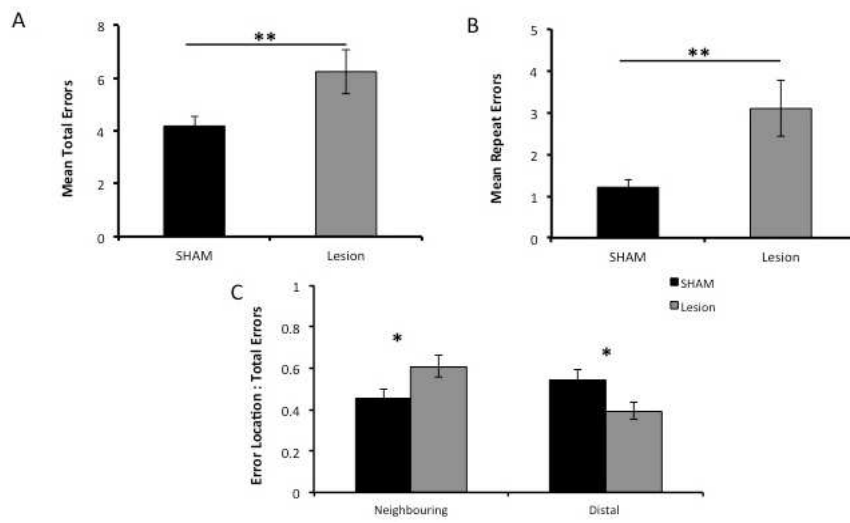 A
Mean Total Errors
8
6
4
2
0
**
SHAM
Lesion
B
Mean Repeat Errors
5
4
3
2
1
0
**
SHAM
Lesion
C
Error Location : Total Errors
1
0.8
0.6
0.4
0.2
0
*
*
Neighbouring
Distal
SHAM
Lesion